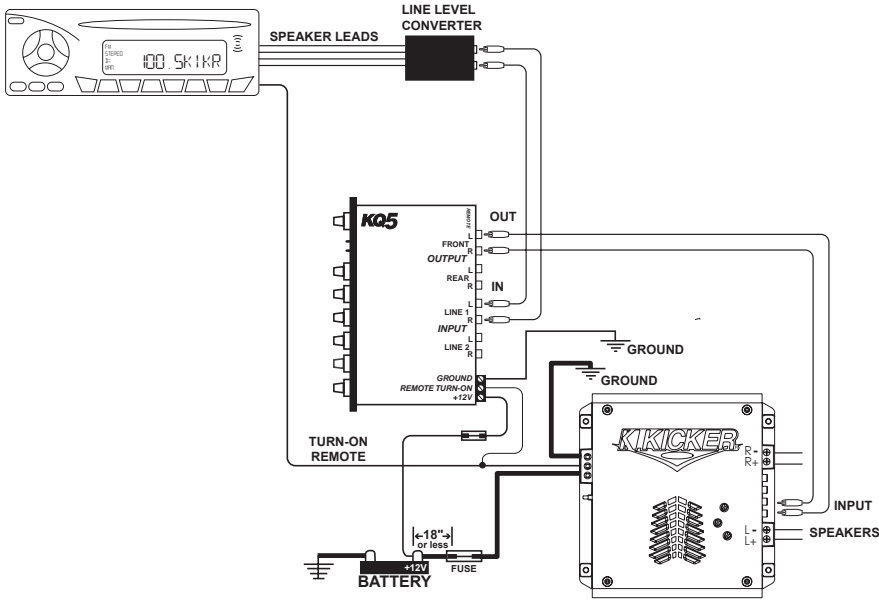 LINE LEVEL
CONVERTER
SPEAKER LEADS
FM
STEREO
100.SKIKR
KQ5
REMOTE
OUT
L
FRONT
R
OUTPUT
L
REAR
R
IN
L
LINE 1
R
INPUT
L
LINE 2
R
GROUND
REMOTE TURN-ON
+12V
GROUND
GROUND
TURN-ON
REMOTE
KIKICKER
R-
R+
INPUT
L-
L+
SPEAKERS
18"
or less
+12V
FUSE
BATTERY